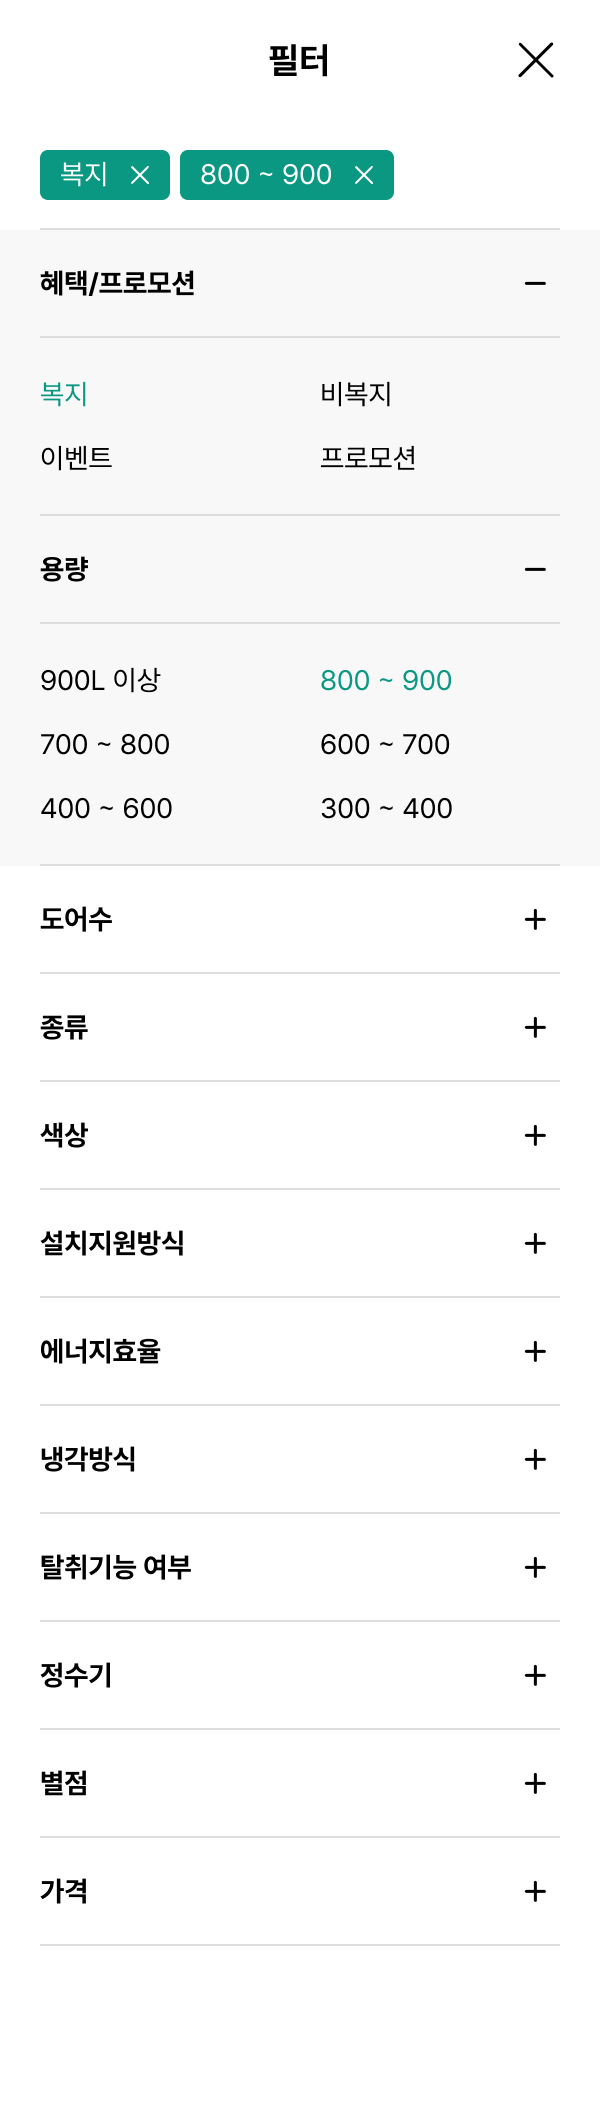 필터
복지
800 ~ 900
혜택/프로모션
복지 비복지
이벤트 프로모션
용량
900L 이상 800 ~ 900
700 ~ 800 600 ~ 700
400 ~ 600 300 ~ 400
도어수
종류
색상
설치지원방식
에너지효율
냉각방식
탈취기능 여부
정수기
별점
가격